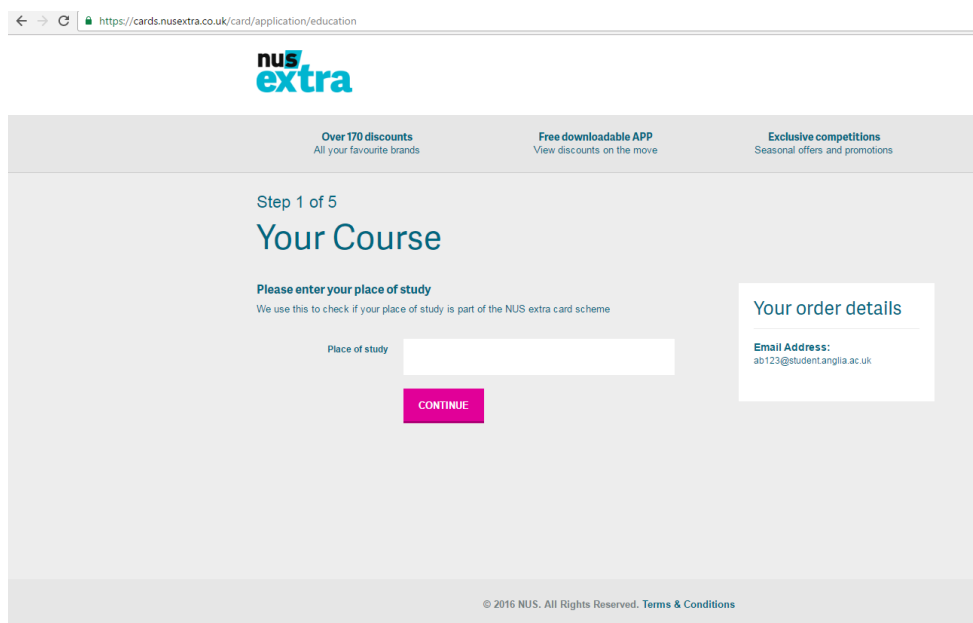 https://cards.nusextra.co.uk/card/application/education
nus
extra
Over 170 discounts
All your favourite brands
Free downloadable APP
View discounts on the move
Exclusive competitions
Seasonal offers and promotions
Step 1 of 5
Your Course
Please enter your place of study
We use this to check if your place of study is part of the NUS extra card scheme
Place of study
CONTINUE
Your order details
Email Address:
ab123@student.anglia.ac.uk
© 2016 NUS. All Rights Reserved. Terms & Conditions